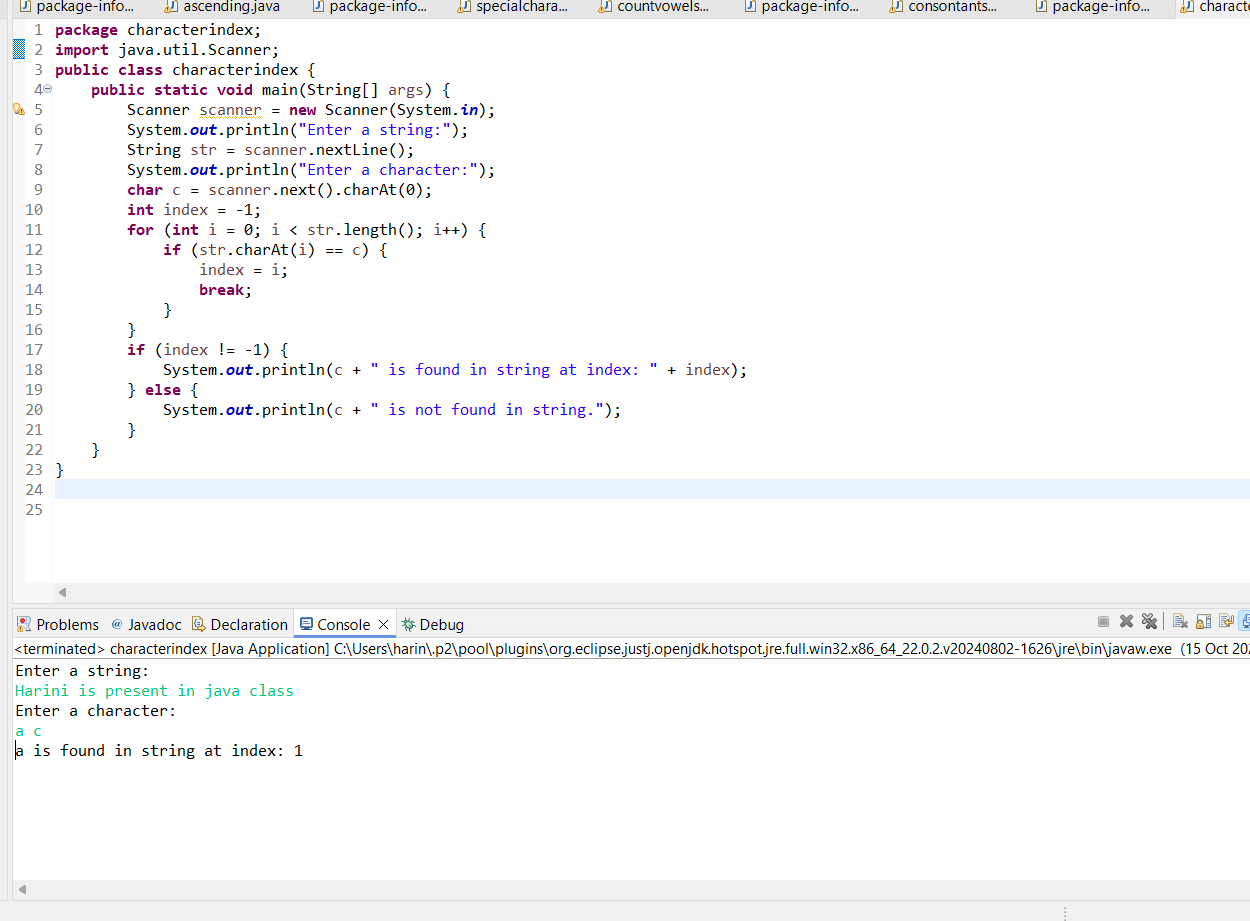 package-info... ascending.java package-info... specialchara... countvowels... package-info... consontants... package-info... characte
1 package characterindex;
2 import java.util.Scanner;
3 public class characterindex {
4 public static void main(String[] args) {
5 Scanner scanner = new Scanner(System.in);
6 System.out.println("Enter a string:");
7 String str = scanner.nextLine();
8 System.out.println("Enter a character:");
9 char c = scanner.next().charAt(0);
10 int index = -1;
11 for (int i = 0; i < str.length(); i++) {
12 if (str.charAt(i) == c) {
13 index = i;
14 break;
15 }
16 }
17 if (index != -1) {
18 System.out.println(c + " is found in string at index: " + index);
19 } else {
20 System.out.println(c + " is not found in string.");
21 }
22 }
23 }
24
25
Problems @ Javadoc Declaration Console Debug
<terminated> characterindex [Java Application] C:\Users\harin\.p2\pool\plugins\org.eclipse.justj.openjdk.hotspot.jre.full.win32.x86_64_22.0.2.v20240802-1626\jre\bin\javaw.exe (15 Oct 202
Enter a string:
Harini is present in java class
Enter a character:
a c
a is found in string at index: 1